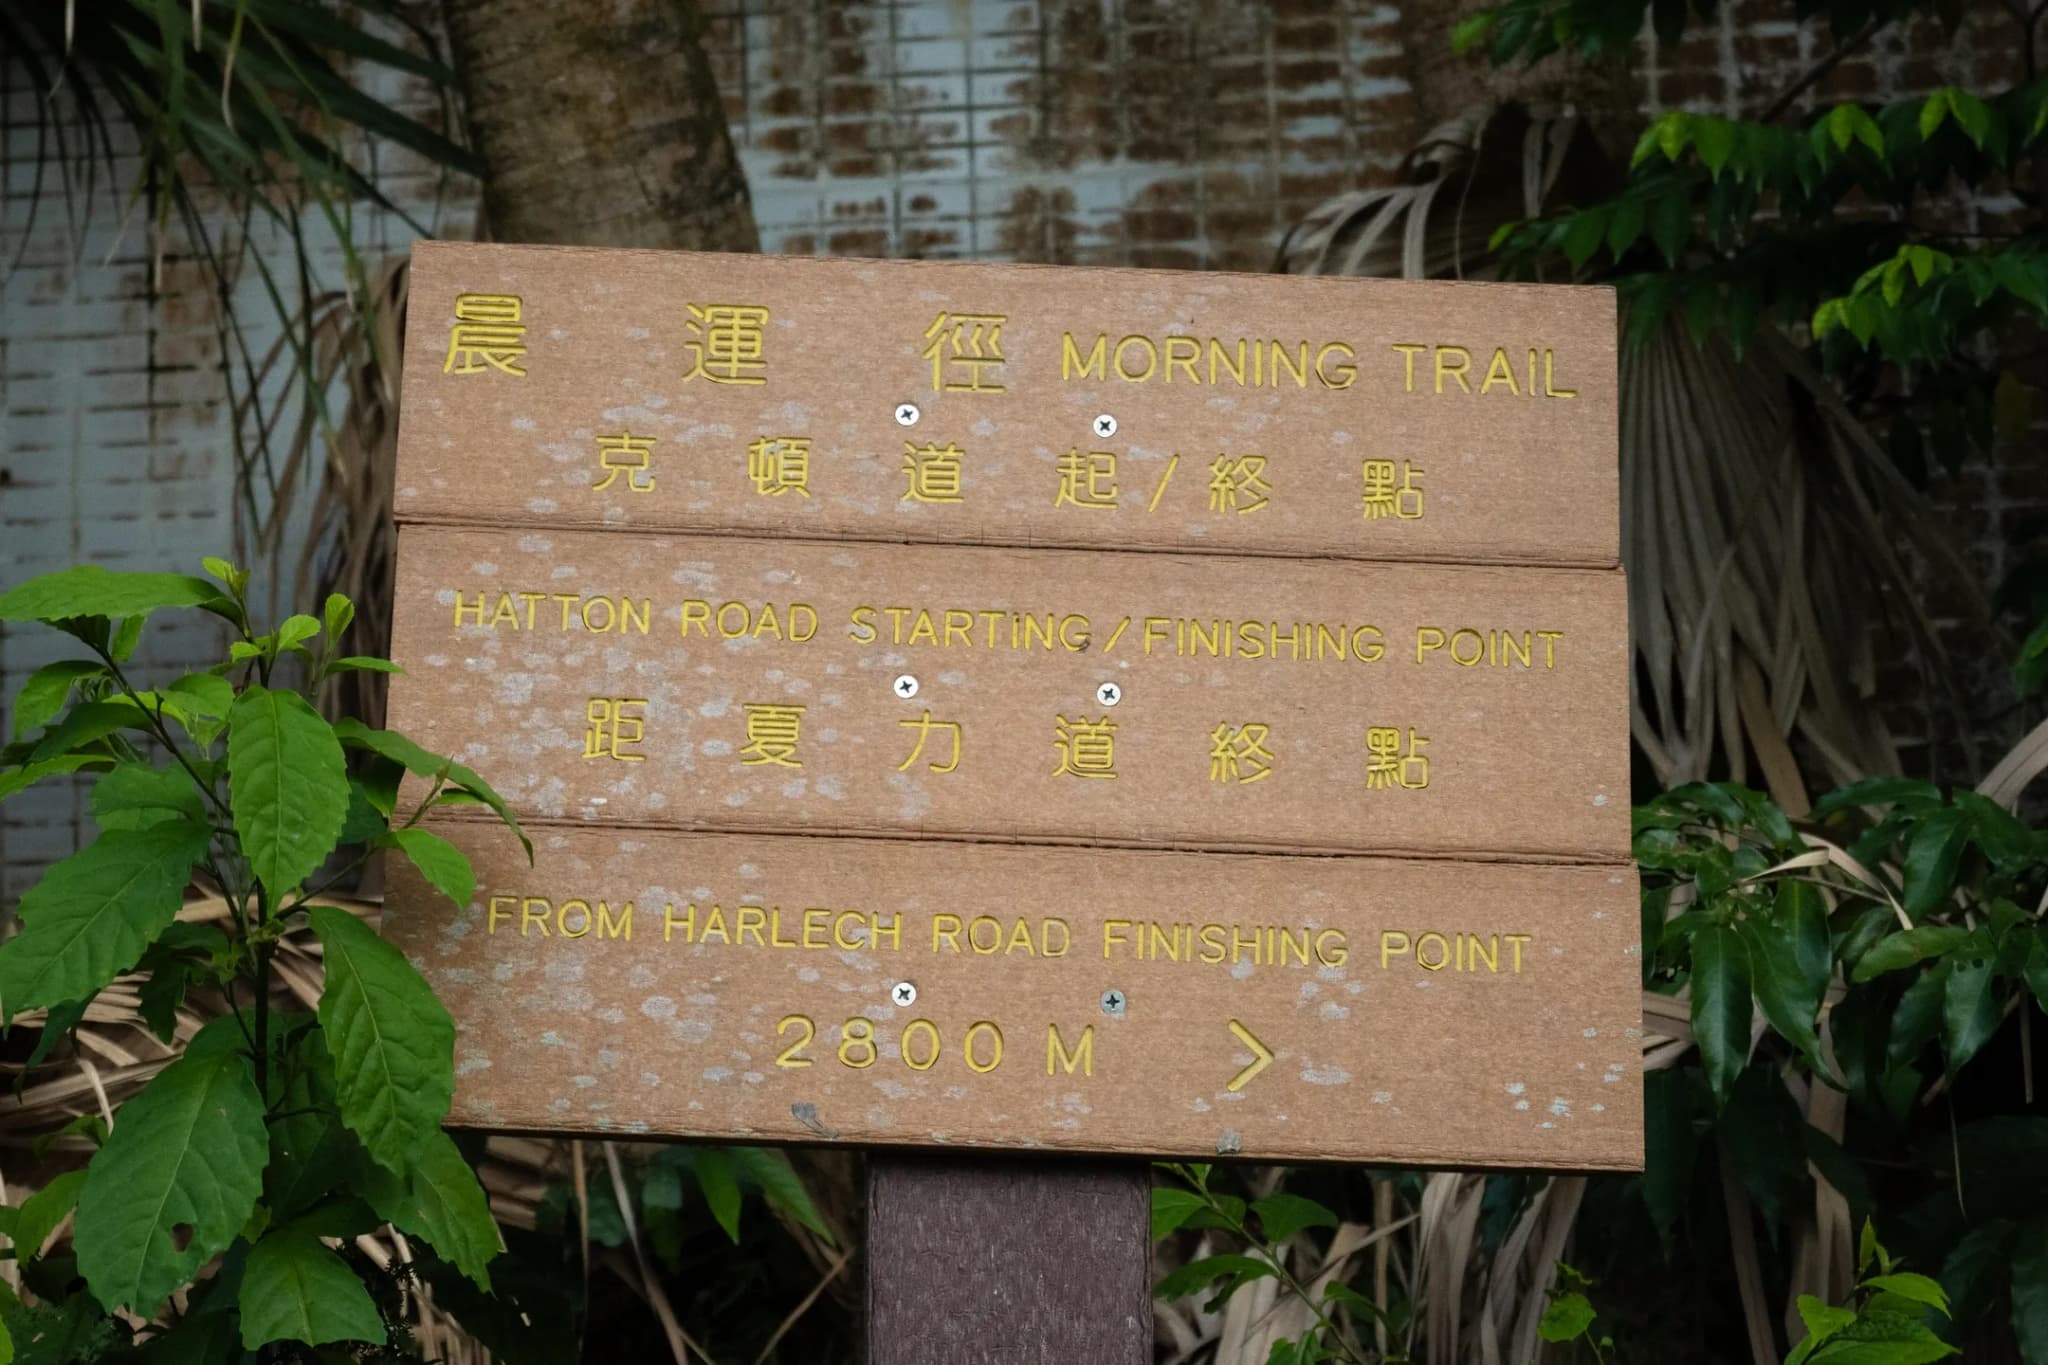 晨運徑 MORNING TRAIL
克頓道起/終點
HATTON ROAD STARTING/FINISHING POINT
距夏力道終點
FROM HARLECH ROAD FINISHING POINT
2800 M >